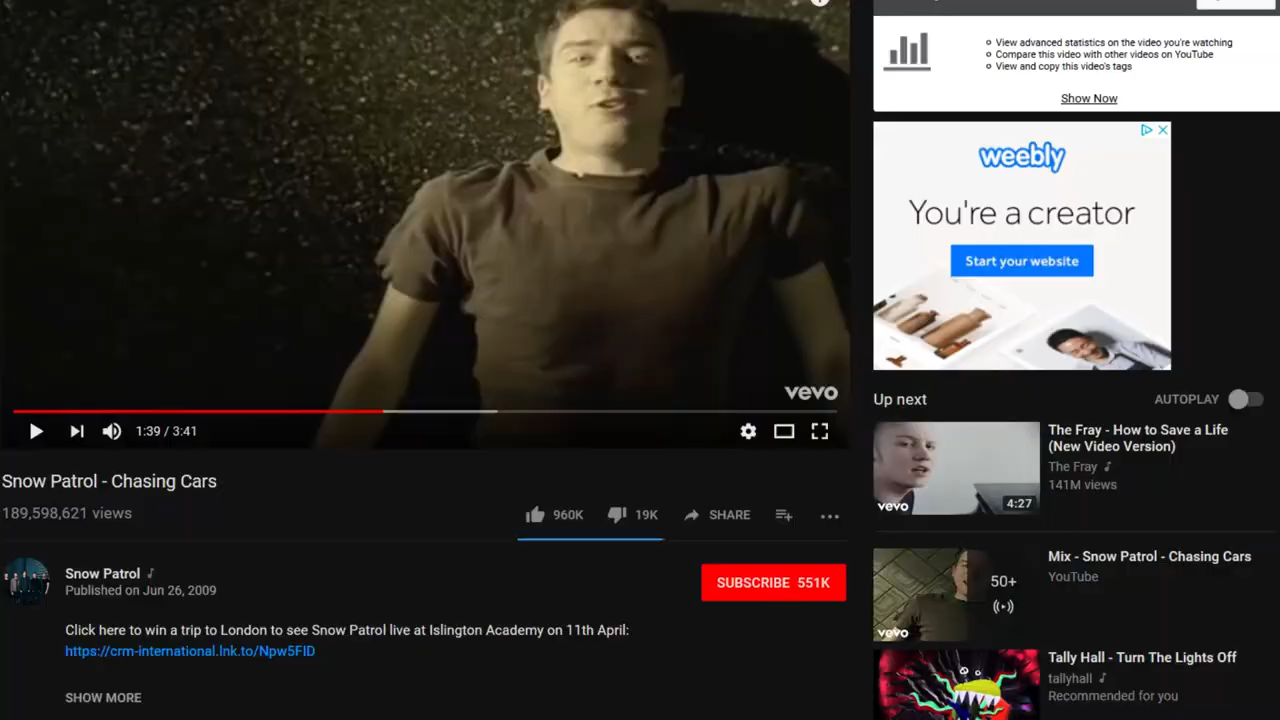 vevo
1:39 / 3:41
Snow Patrol - Chasing Cars
189,598,621 views
960K
19K
SHARE
Snow Patrol
Published on Jun 26, 2009
SUBSCRIBE 551K
Click here to win a trip to London to see Snow Patrol live at Islington Academy on 11th April:
https://crm-international.lnk.to/Npw5FID
SHOW MORE
View advanced statistics on the video you're watching
Compare this video with other videos on YouTube
View and copy this video's tags
Show Now
weebly
You're a creator
Start your website
Up next
AUTOPLAY
The Fray - How to Save a Life
(New Video Version)
The Fray
141M views
4:27
vevo
Mix - Snow Patrol - Chasing Cars
YouTube
50+
vevo
Tally Hall - Turn The Lights Off
tallyhall
Recommended for you